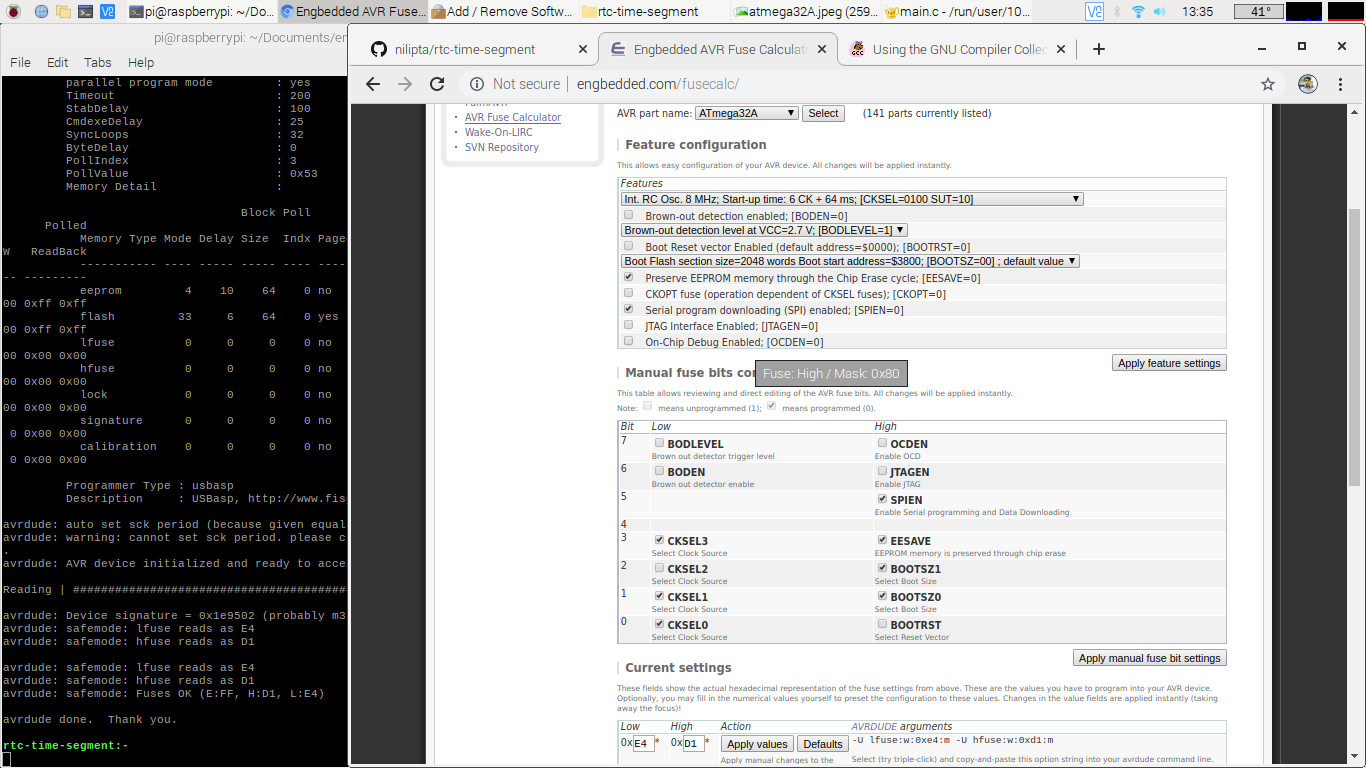 pi@raspberrypi: ~/Do...
Engbedded AVR Fuse...
Add / Remove Softw...
rtc-time-segment
atmega32A.jpeg (259...
main.c - /run/user/10...
13:35
41°
pi@raspberrypi: ~/Documents/en
File Edit Tabs Help
parallel program mode : yes
Timeout : 200
StabDelay : 100
CmdexeDelay : 25
SyncLoops : 32
ByteDelay : 0
PollIndex : 3
PollValue : 0x53
Memory Detail :
Block Poll
Polled
Memory Type Mode Delay Size Indx Page
W ReadBack
----------- ---- ----- ----- ---- ----
-- ---------
eeprom 4 10 64 0 no
00 0xff 0xff
flash 33 6 64 0 yes
00 0xff 0xff
lfuse 0 0 0 0 no
00 0x00 0x00
hfuse 0 0 0 0 no
00 0x00 0x00
lock 0 0 0 0 no
00 0x00 0x00
signature 0 0 0 0 no
0 0x00 0x00
calibration 0 0 0 0 no
0 0x00 0x00
Programmer Type : usbasp
Description : USBasp, http://www.fis
avrdude: auto set sck period (because given equal
avrdude: warning: cannot set sck period. please c
.
avrdude: AVR device initialized and ready to acce
Reading | ########################################
avrdude: Device signature = 0x1e9502 (probably m3
avrdude: safemode: lfuse reads as E4
avrdude: safemode: hfuse reads as D1
avrdude: safemode: lfuse reads as E4
avrdude: safemode: hfuse reads as D1
avrdude: safemode: Fuses OK (E:FF, H:D1, L:E4)
avrdude done. Thank you.
rtc-time-segment:-
nilipta/rtc-time-segment
Engbedded AVR Fuse Calculat
Using the GNU Compiler Collec
Not secure | engbedded.com/fusecalc/
AVR Fuse Calculator
Wake-On-LIRC
SVN Repository
AVR part name: ATmega32A Select (141 parts currently listed)
Feature configuration
This allows easy configuration of your AVR device. All changes will be applied instantly.
Features
Int. RC Osc. 8 MHz; Start-up time: 6 CK + 64 ms; [CKSEL=0100 SUT=10]
Brown-out detection enabled; [BODEN=0]
Brown-out detection level at VCC=2.7 V; [BODLEVEL=1]
Boot Reset vector Enabled (default address=$0000); [BOOTRST=0]
Boot Flash section size=2048 words Boot start address=$3800; [BOOTSZ=00] ; default value
Preserve EEPROM memory through the Chip Erase cycle; [EESAVE=0]
CKOPT fuse (operation dependent of CKSEL fuses); [CKOPT=0]
Serial program downloading (SPI) enabled; [SPIEN=0]
JTAG Interface Enabled; [JTAGEN=0]
On-Chip Debug Enabled; [OCDEN=0]
Apply feature settings
Manual fuse bits co
Fuse: High / Mask: 0x80
This table allows reviewing and direct editing of the AVR fuse bits. All changes will be applied instantly.
Note: means unprogrammed (1); means programmed (0).
Bit Low High
7 BODLEVEL OCDEN
Brown out detector trigger level Enable OCD
6 BODEN JTAGEN
Brown out detector enable Enable JTAG
5 SPIEN
Enable Serial programming and Data Downloading
4
3 CKSEL3 EESAVE
Select Clock Source EEPROM memory is preserved through chip erase
2 CKSEL2 BOOTSZ1
Select Clock Source Select Boot Size
1 CKSEL1 BOOTSZ0
Select Clock Source Select Boot Size
0 CKSEL0 BOOTRST
Select Clock Source Select Reset Vector
Apply manual fuse bit settings
Current settings
These fields show the actual hexadecimal representation of the fuse settings from above. These are the values you have to program into your AVR device.
Optionally, you may fill in the numerical values yourself to preset the configuration to these values. Changes in the value fields are applied instantly (taking
away the focus)!
Low High Action AVRDUDE arguments
0xE4* 0xD1* Apply values Defaults -U lfuse:w:0xe4:m -U hfuse:w:0xd1:m
Apply manual changes to the Select (try triple-click) and copy-and-paste this option string into your avrdude command line.